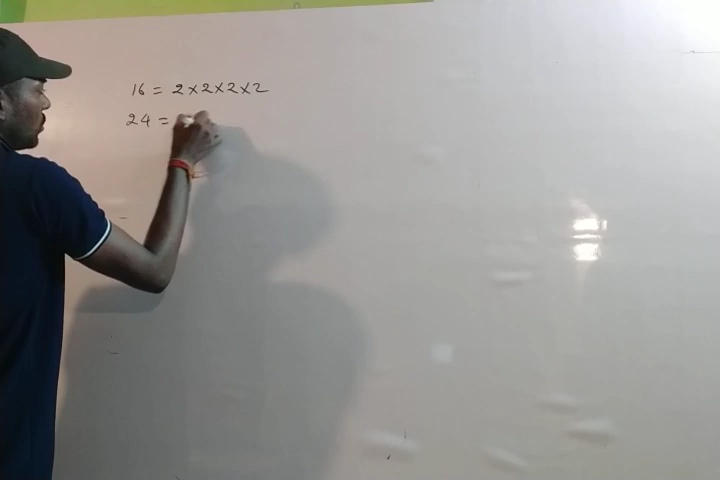 16 = 2×2×2×2
24 =